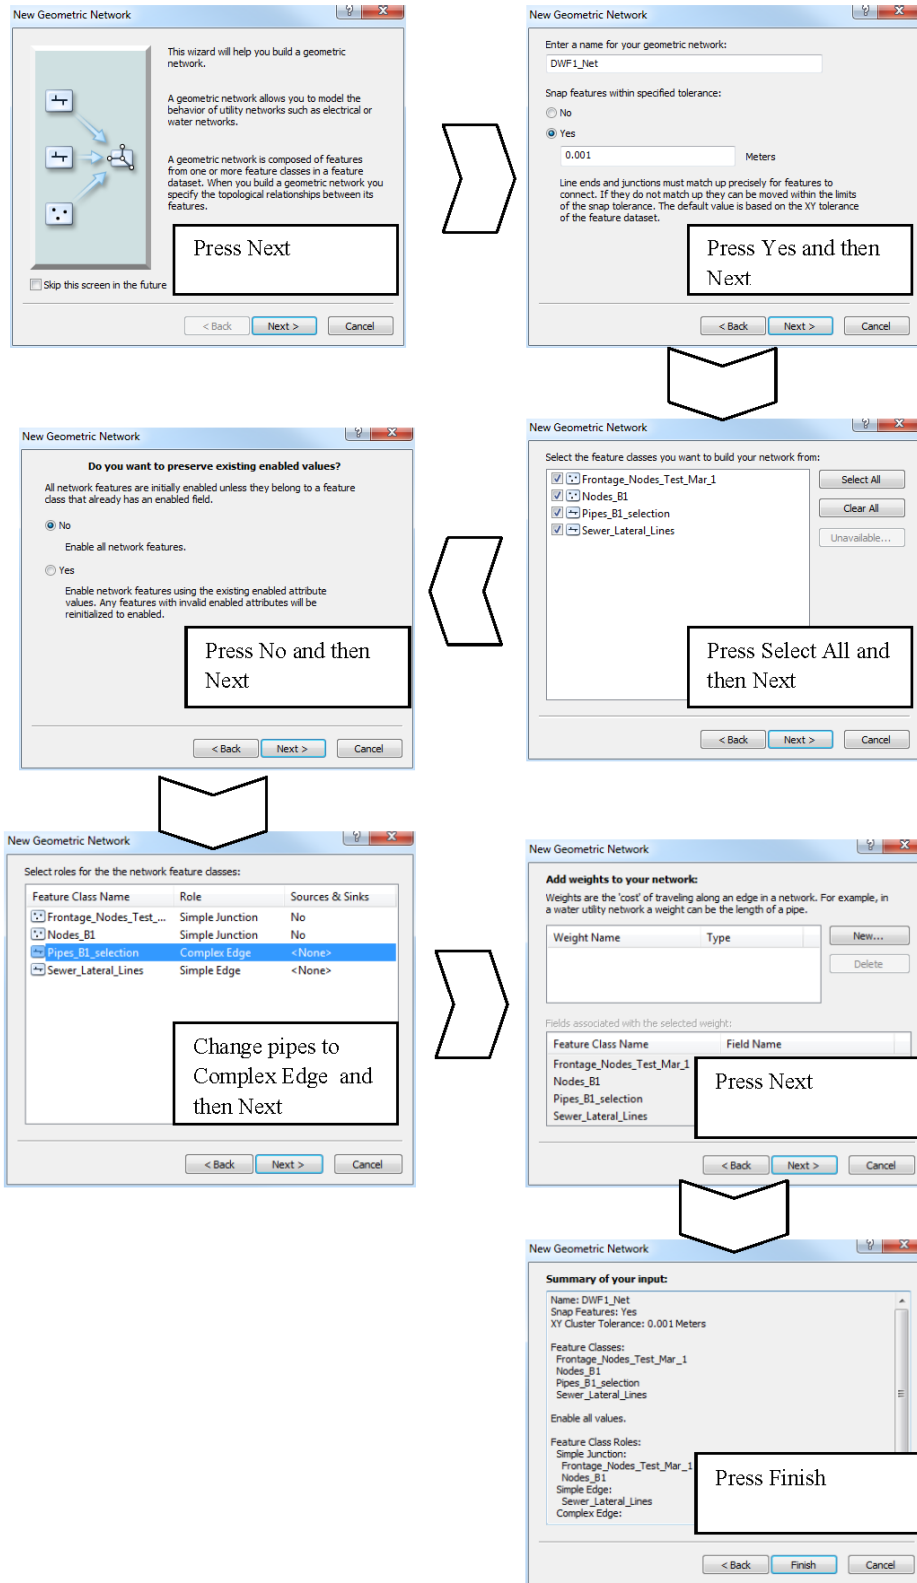 New Geometric Network
This wizard will help you build a geometric
network.
A geometric network allows you to model the
behavior of utility networks such as electrical or
water networks.
A geometric network is composed of features
from one or more feature classes in a feature
dataset. When you build a geometric network you
specify the topological relationships between its
features.
Press Next
Skip this screen in the future
< Back Next > Cancel
New Geometric Network
Enter a name for your geometric network:
DWF1_Net
Snap features within specified tolerance:
No
Yes
0.001 Meters
Line ends and junctions must match up precisely for features to
connect. If they do not match up they can be moved within the limits
of the snap tolerance. The default value is based on the XY tolerance
of the feature dataset.
Press Yes and then
Next
< Back Next > Cancel
New Geometric Network
Select the feature classes you want to build your network from:
Frontage_Nodes_Test_Mar_1
Nodes_B1
Pipes_B1_selection
Sewer_Lateral_Lines
Select All
Clear All
Unavailable...
Press Select All and
then Next
< Back Next > Cancel
New Geometric Network
Do you want to preserve existing enabled values?
All network features are initially enabled unless they belong to a feature
class that already has an enabled field.
No
Enable all network features.
Yes
Enable network features using the existing enabled attribute
values. Any features with invalid enabled attributes will be
reinitialized to enabled.
Press No and then
Next
< Back Next > Cancel
New Geometric Network
Select roles for the the network feature classes:
Feature Class Name Role Sources & Sinks
Frontage_Nodes_Test_... Simple Junction No
Nodes_B1 Simple Junction No
Pipes_B1_selection Complex Edge <None>
Sewer_Lateral_Lines Simple Edge <None>
Change pipes to
Complex Edge and
then Next
< Back Next > Cancel
New Geometric Network
Add weights to your network:
Weights are the 'cost' of traveling along an edge in a network. For example, in
a water utility network a weight can be the length of a pipe.
Weight Name Type
New...
Delete
Fields associated with the selected weight:
Feature Class Name Field Name
Frontage_Nodes_Test_Mar_1
Nodes_B1
Pipes_B1_selection
Sewer_Lateral_Lines
Press Next
< Back Next > Cancel
New Geometric Network
Summary of your input:
Name: DWF1_Net
Snap Features: Yes
XY Cluster Tolerance: 0.001 Meters
Feature Classes:
Frontage_Nodes_Test_Mar_1
Nodes_B1
Pipes_B1_selection
Sewer_Lateral_Lines
Enable all values.
Feature Class Roles:
Simple Junction:
Frontage_Nodes_Test_Mar_1
Nodes_B1
Simple Edge:
Sewer_Lateral_Lines
Complex Edge:
Press Finish
< Back Finish Cancel